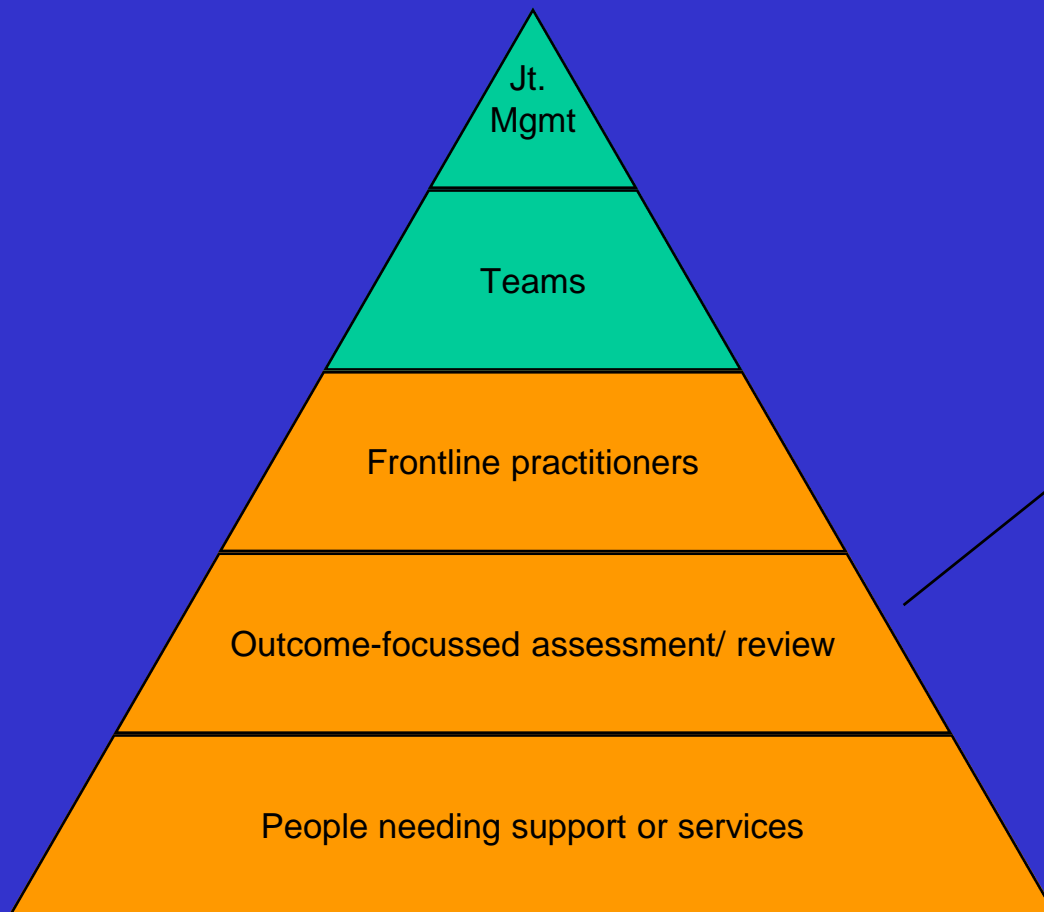 Jt.
Mgmt
Teams
Frontline practitioners
Outcome-focussed assessment/ review
People needing support or services